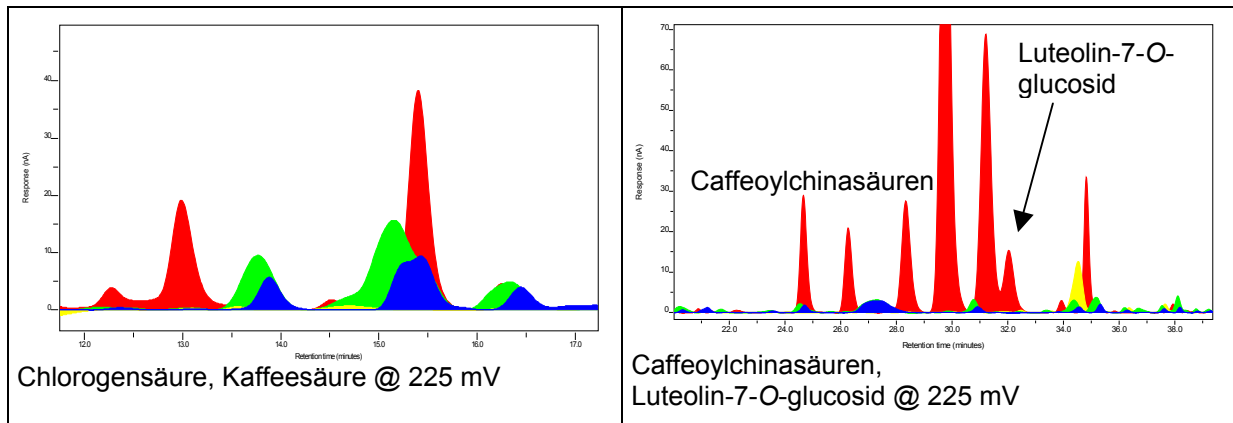 40
30
20
10
0
Response (nA)
12.0
13.0
14.0
15.0
16.0
17.0
Retention time (minutes)
Chlorogensäure, Kaffeesäure @ 225 mV
70
60
50
40
30
20
10
0
Response (nA)
Luteolin-7-O-
glucosid
Caffeoylchinasäuren
22.0
24.0
26.0
28.0
30.0
32.0
34.0
36.0
38.0
Retention time (minutes)
Caffeoylchinasäuren,
Luteolin-7-O-glucosid @ 225 mV